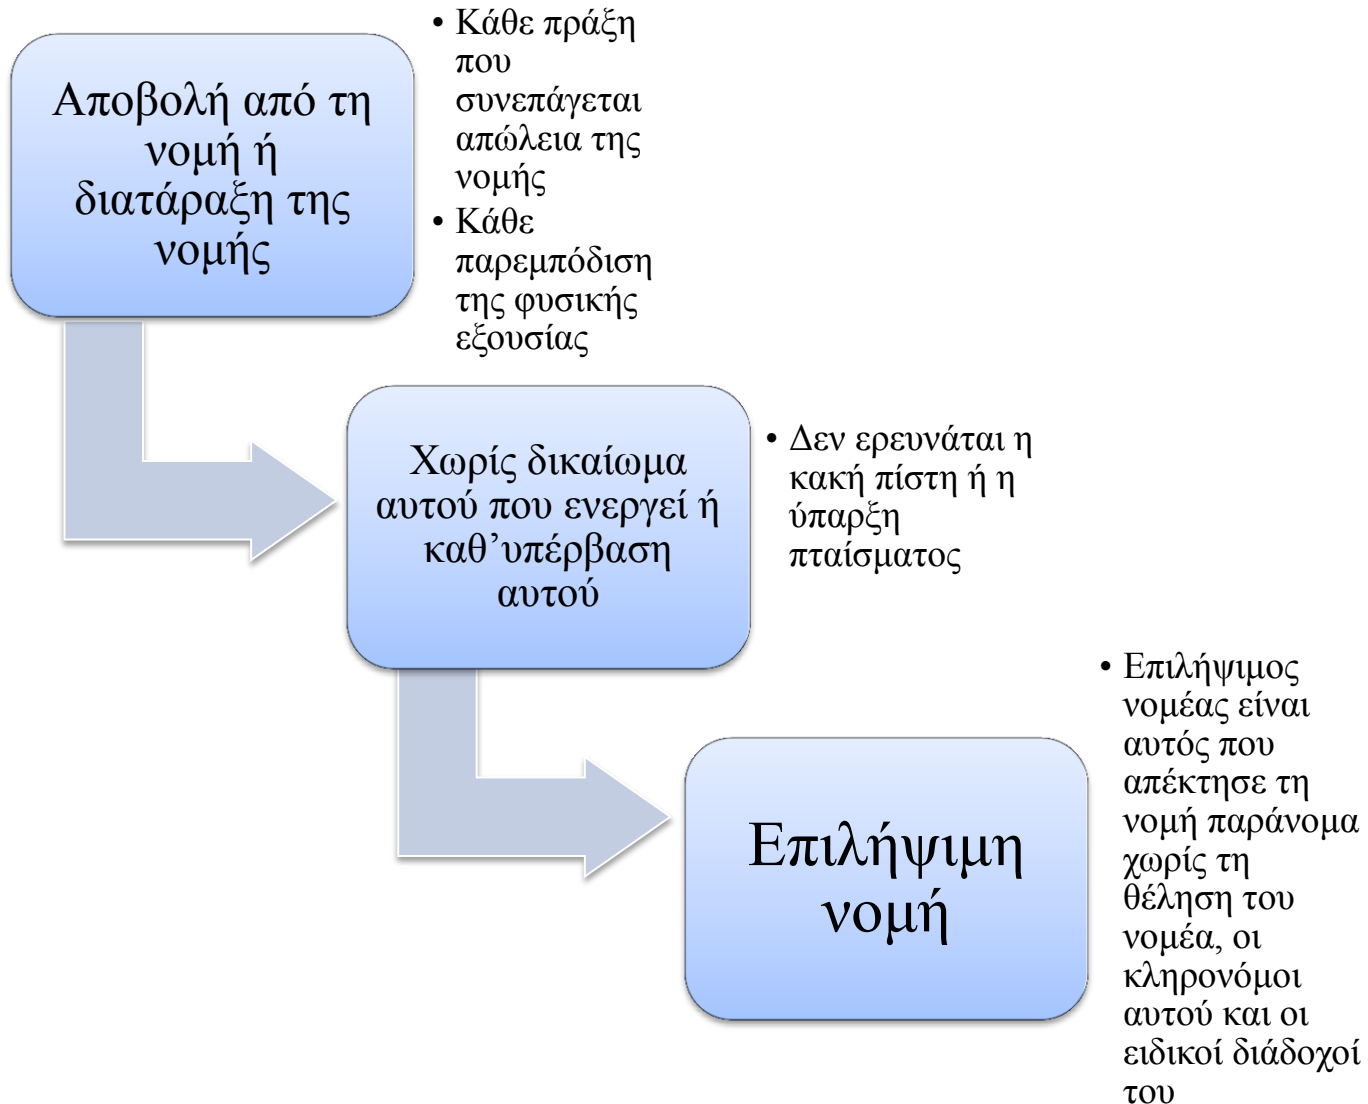 Αποβολή από τη
νομή ή
διατάραξη της
νομής
• Κάθε πράξη
που
συνεπάγεται
απώλεια της
νομής
• Κάθε
παρεμπόδιση
της φυσικής
εξουσίας
Χωρίς δικαίωμα
αυτού που ενεργεί ή
καθ’υπέρβαση
αυτού
• Δεν ερευνάται η
κακή πίστη ή η
ύπαρξη
πταίσματος
Επιλήψιμη
νομή
• Επιλήψιμος
νομέας είναι
αυτός που
απέκτησε τη
νομή παράνομα
χωρίς τη
θέληση του
νομέα, οι
κληρονόμοι
αυτού και οι
ειδικοί διάδοχοί
του